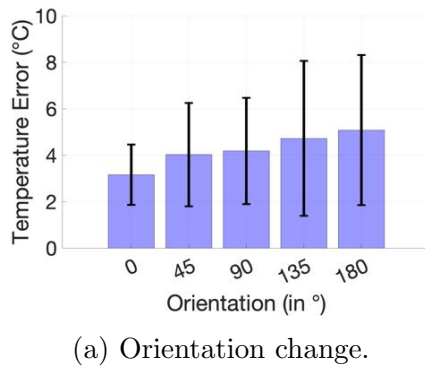 10
8
6
4
2
0
Temperature Error (°C)
0 45 90 135 180
Orientation (in °)
(a) Orientation change.